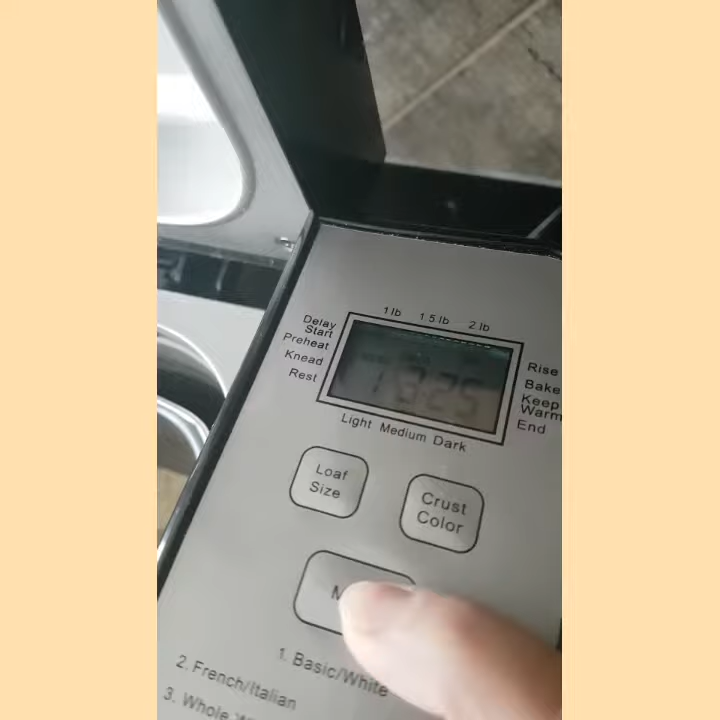 1 lb 1.5 lb 2 lb
Delay
Start
Preheat
Knead
Rest
Rise
Bake
Keep
Warm
End
Light Medium Dark
Loaf
Size
Crust
Color
1. Basic/White
2. French/Italian
3. Whole